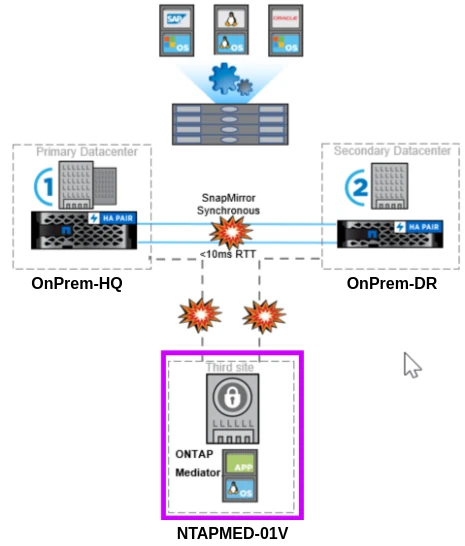 SAP
ORACLE
OS
OS
OS
Primary Datacenter
Secondary Datacenter
1
2
SnapMirror
Synchronous
HA PAIR
HA PAIR
<10ms RTT
OnPrem-HQ
OnPrem-DR
Third site
ONTAP
Mediator
APP
OS
NTAPMED-01V